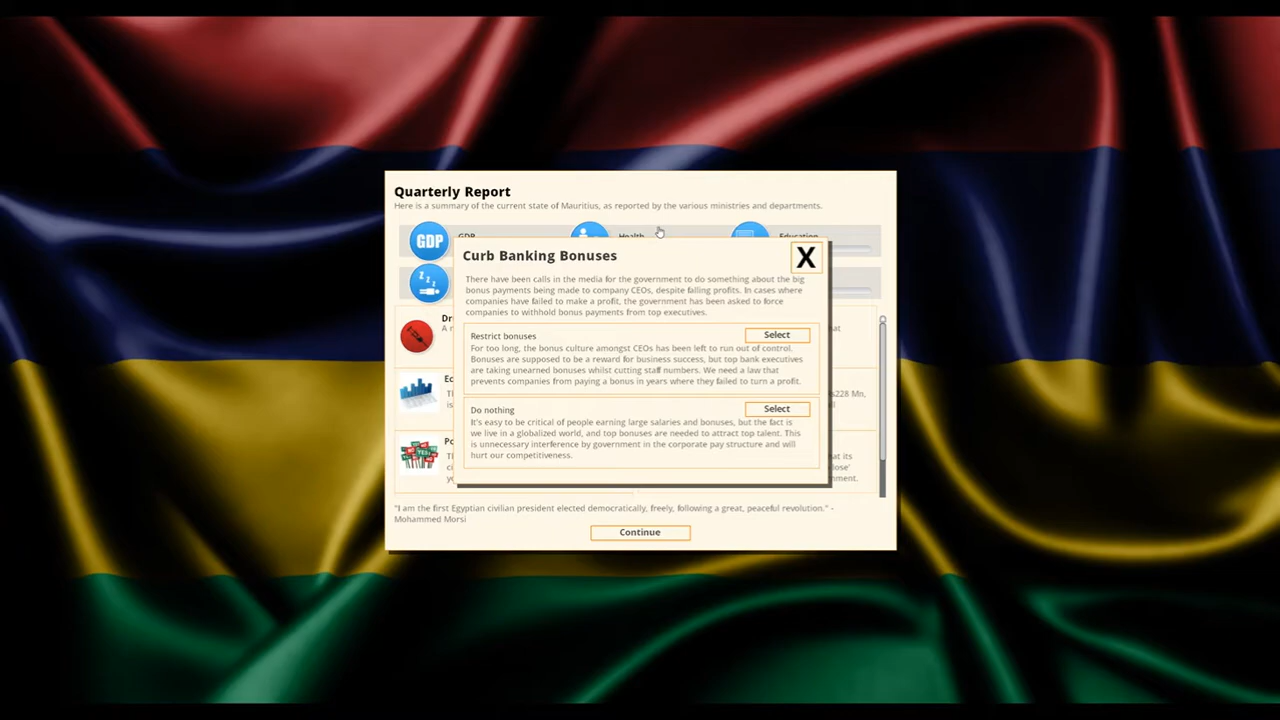 Quarterly Report
Here is a summary of the current state of Mauritius, as reported by the various ministries and departments.
GDP
GDP
Health
Education
Curb Banking Bonuses
X
There have been calls in the media for the government to do something about the big
bonus payments being made to company CEOs, despite falling profits. In cases where
companies have failed to make a profit, the government has been asked to force
companies to withhold bonus payments from top executives.
Restrict bonuses
Select
For too long, the bonus culture amongst CEOs has been left to run out of control.
Bonuses are supposed to be a reward for business success, but top bank executives
are taking unearned bonuses whilst cutting staff numbers. We need a law that
prevents companies from paying a bonus in years where they failed to turn a profit.
Do nothing
Select
It's easy to be critical of people earning large salaries and bonuses, but the fact is
we live in a globalized world, and top bonuses are needed to attract top talent. This
is unnecessary interference by government in the corporate pay structure and will
hurt our competitiveness.
"I am the first Egyptian civilian president elected democratically, freely, following a great, peaceful revolution." -
Mohammed Morsi
Continue